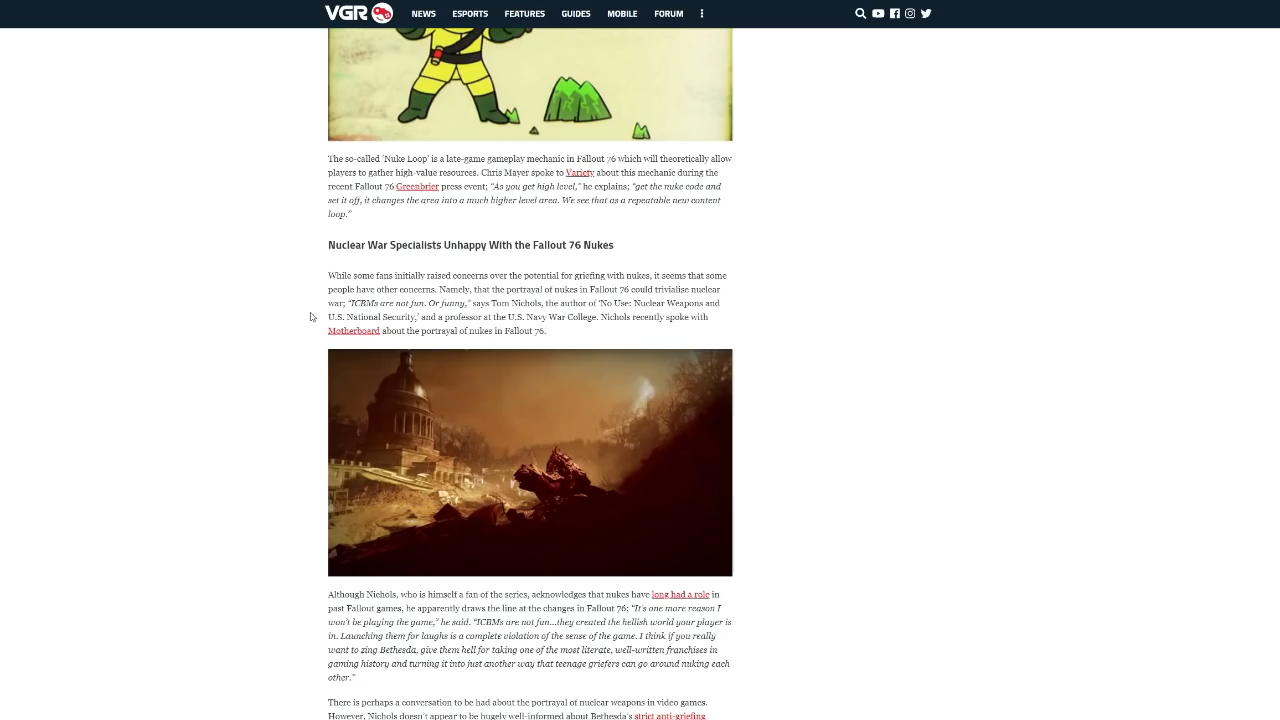 VGR NEWS ESPORTS FEATURES GUIDES MOBILE FORUM
The so-called 'Nuke Loop' is a late-game gameplay mechanic in Fallout 76 which will theoretically allow
players to gather high-value resources. Chris Mayer spoke to Variety about this mechanic during the
recent Fallout 76 Greenbrier press event; "As you get high level," he explains; "get the nuke code and
set it off, it changes the area into a much higher level area. We see that as a repeatable new content
loop."
Nuclear War Specialists Unhappy With the Fallout 76 Nukes
While some fans initially raised concerns over the potential for griefing with nukes, it seems that some
people have other concerns. Namely, that the portrayal of nukes in Fallout 76 could trivialise nuclear
war; "ICBMs are not fun. Or funny," says Tom Nichols, the author of 'No Use: Nuclear Weapons and
U.S. National Security,' and a professor at the U.S. Navy War College. Nichols recently spoke with
Motherboard about the portrayal of nukes in Fallout 76.
Although Nichols, who is himself a fan of the series, acknowledges that nukes have long had a role in
past Fallout games, he apparently draws the line at the changes in Fallout 76; "It's one more reason I
won't be playing the game," he said. "ICBMs are not fun...they created the hellish world your player is
in. Launching them for laughs is a complete violation of the sense of the game. I think if you really
want to zing Bethesda, give them hell for taking one of the most literate, well-written franchises in
gaming history and turning it into just another way that teenage griefers can go around nuking each
other."
There is perhaps a conversation to be had about the portrayal of nuclear weapons in video games.
However, Nichols doesn't appear to be hugely well-informed about Bethesda's strict anti-griefing